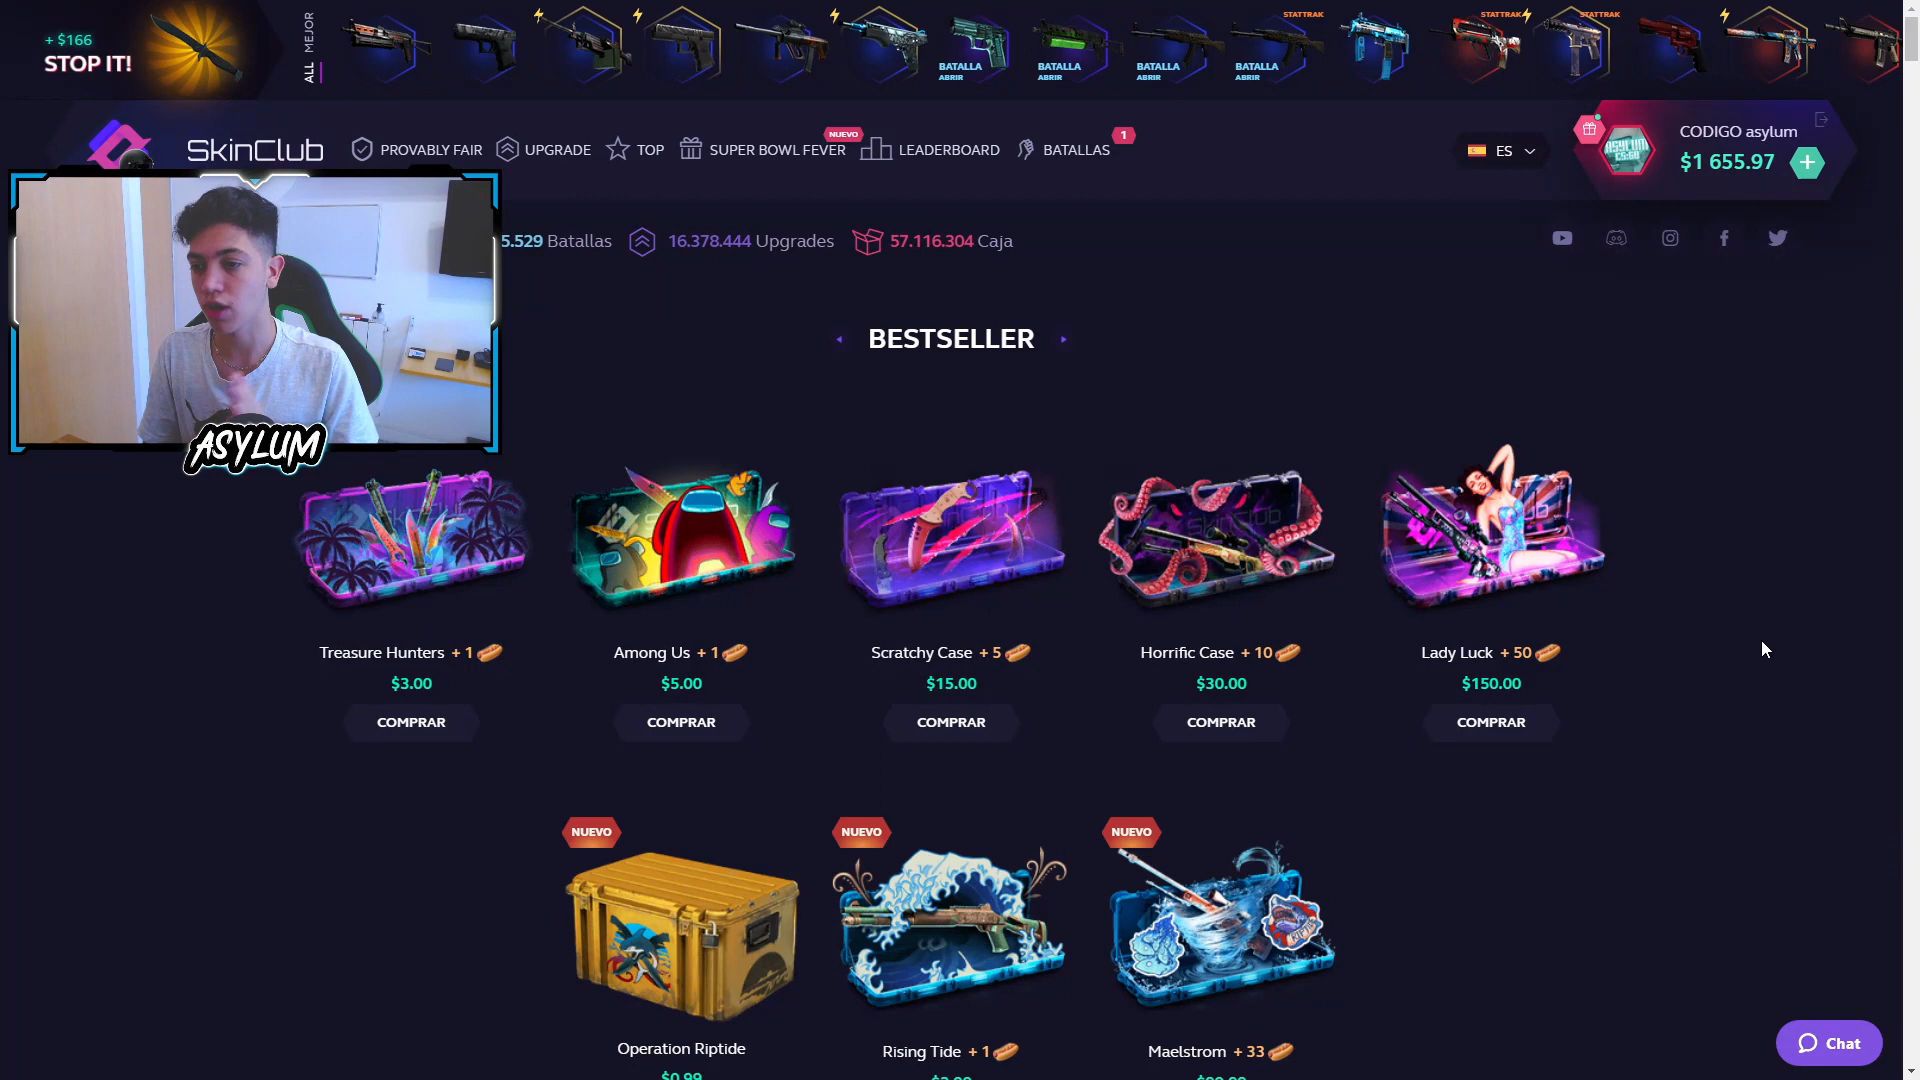 + $166
STOP IT!
MEJOR
ALL
BATALLA
ABRIR
BATALLA
ABRIR
BATALLA
ABRIR
BATALLA
ABRIR
STATTRAK
STATTRAK
STATTRAK
SkinClub
PROVABLY FAIR
UPGRADE
TOP
NUEVO
SUPER BOWL FEVER
LEADERBOARD
BATALLAS
1
ES
CODIGO asylum
$1 655.97
5.529 Batallas
16.378.444 Upgrades
57.116.304 Caja
BESTSELLER
ASYLUM
Treasure Hunters + 1
$3.00
COMPRAR
Among Us + 1
$5.00
COMPRAR
Scratchy Case + 5
$15.00
COMPRAR
Horrific Case + 10
$30.00
COMPRAR
Lady Luck + 50
$150.00
COMPRAR
NUEVO
NUEVO
NUEVO
Operation Riptide
$0.99
Rising Tide + 1
Maelstrom + 33
Chat